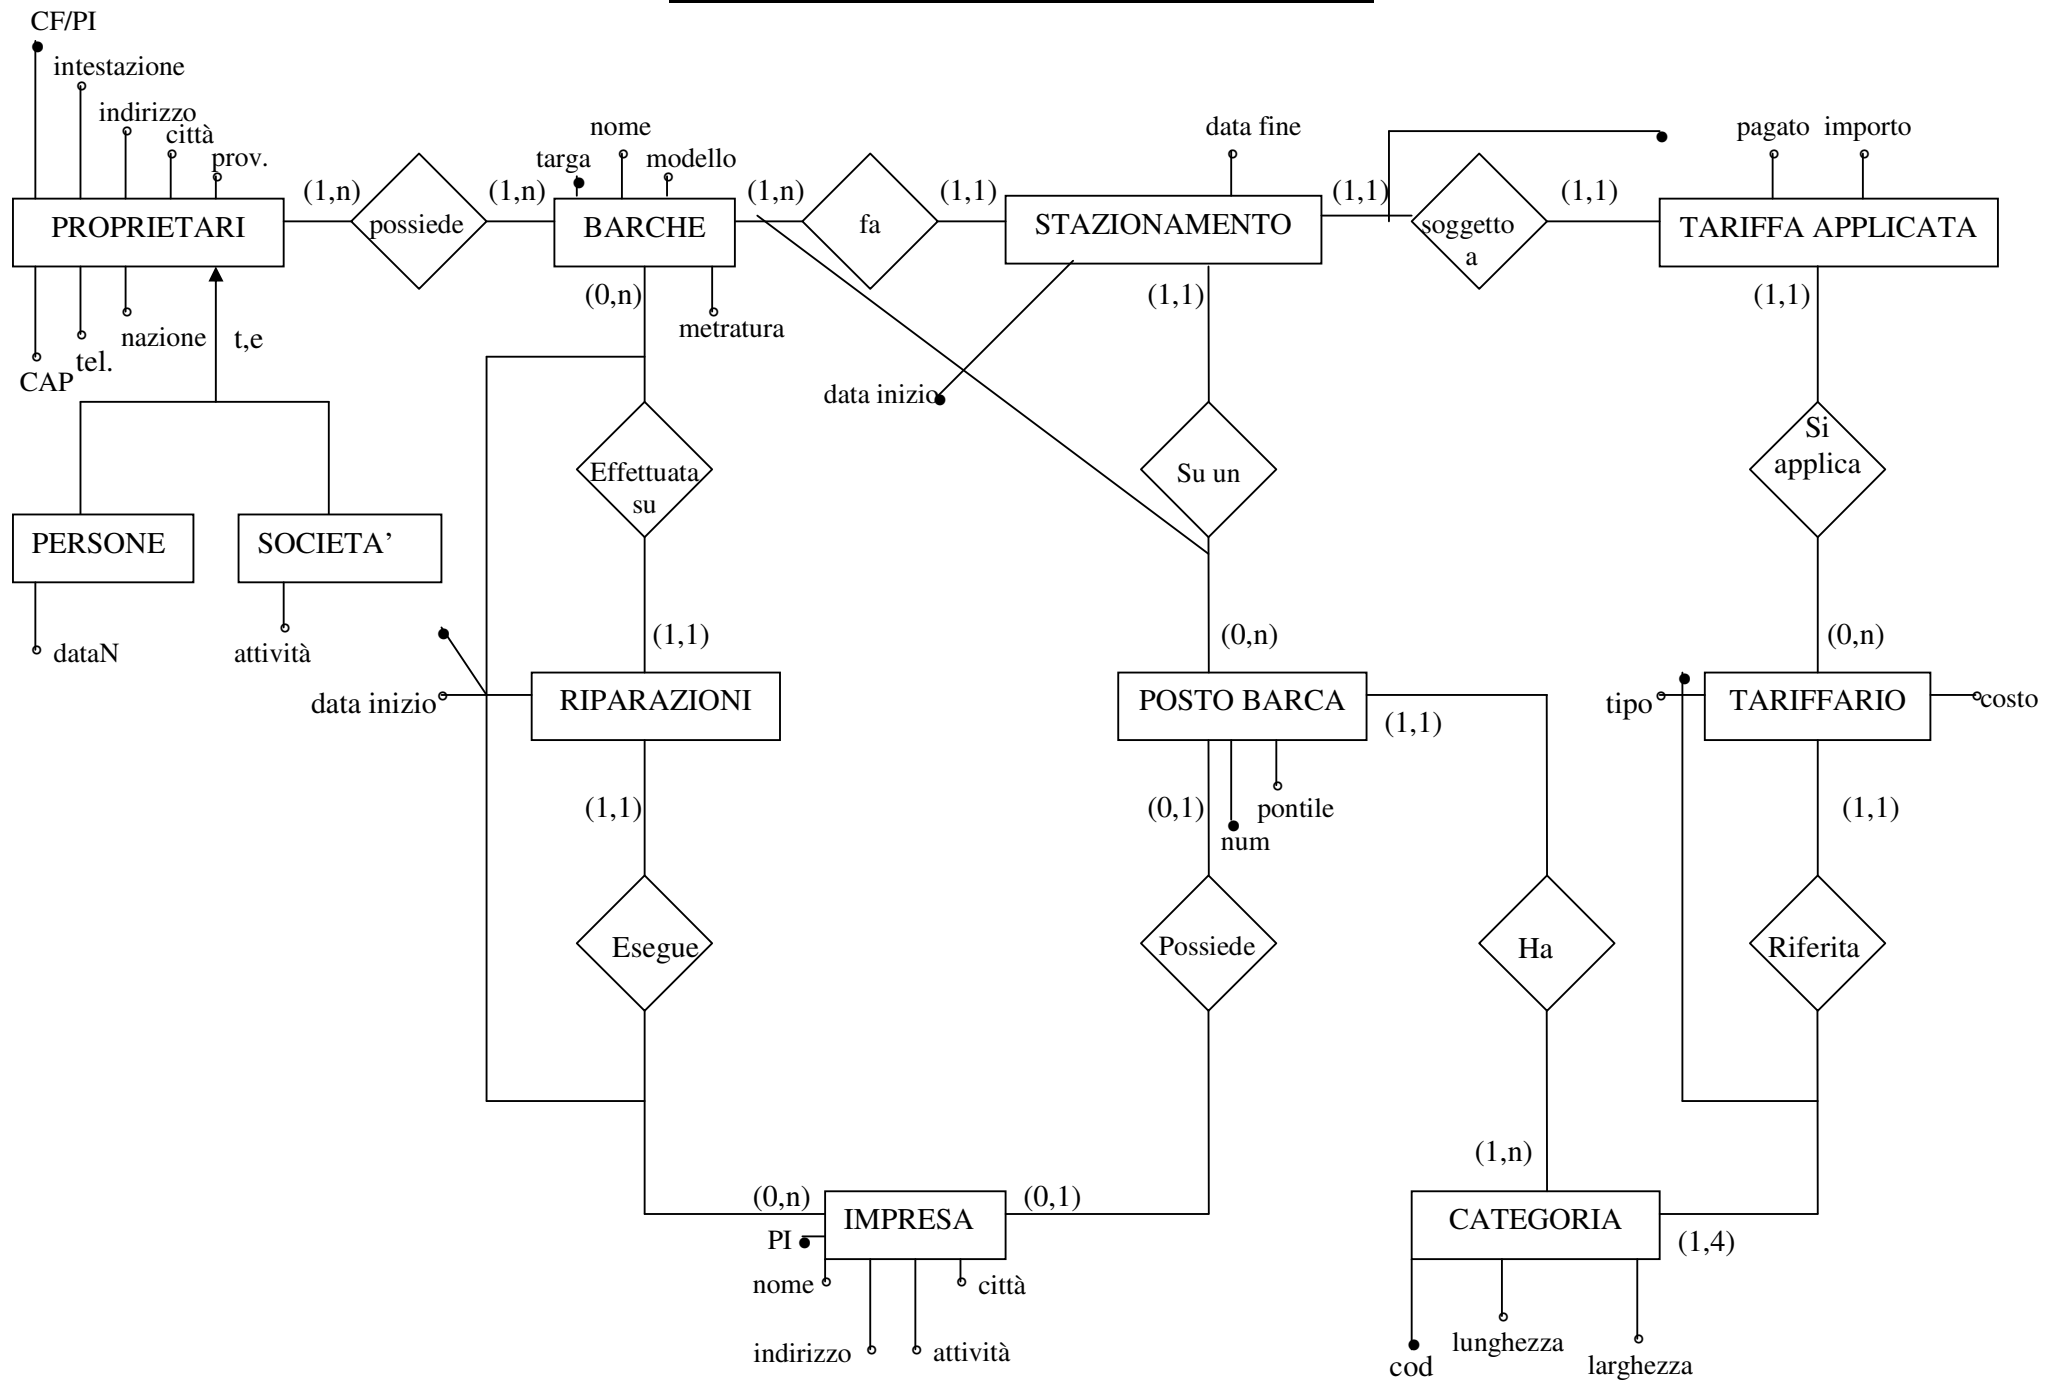 CF/PI
intestazione
indirizzo
città
prov.
nome
targa
modello
data fine
pagato importo
(1,n)
(1,n)
(1,n)
(1,1)
(1,1)
(1,1)
PROPRIETARI
possiede
BARCHE
fa
STAZIONAMENTO
soggetto
a
TARIFFA APPLICATA
(0,n)
(1,1)
(1,1)
nazione
t,e
tel.
CAP
metratura
data inizio
Effettuata
su
Su un
Si
applica
PERSONE
SOCIETA’
dataN
attività
(1,1)
(0,n)
(0,n)
data inizio
RIPARAZIONI
POSTO BARCA
(1,1)
tipo
TARIFFARIO
costo
(1,1)
(0,1)
pontile
num
(1,1)
Esegue
Possiede
Ha
Riferita
(1,n)
(0,n)
IMPRESA
(0,1)
CATEGORIA
(1,4)
PI
nome
città
indirizzo
attività
cod
lunghezza
larghezza